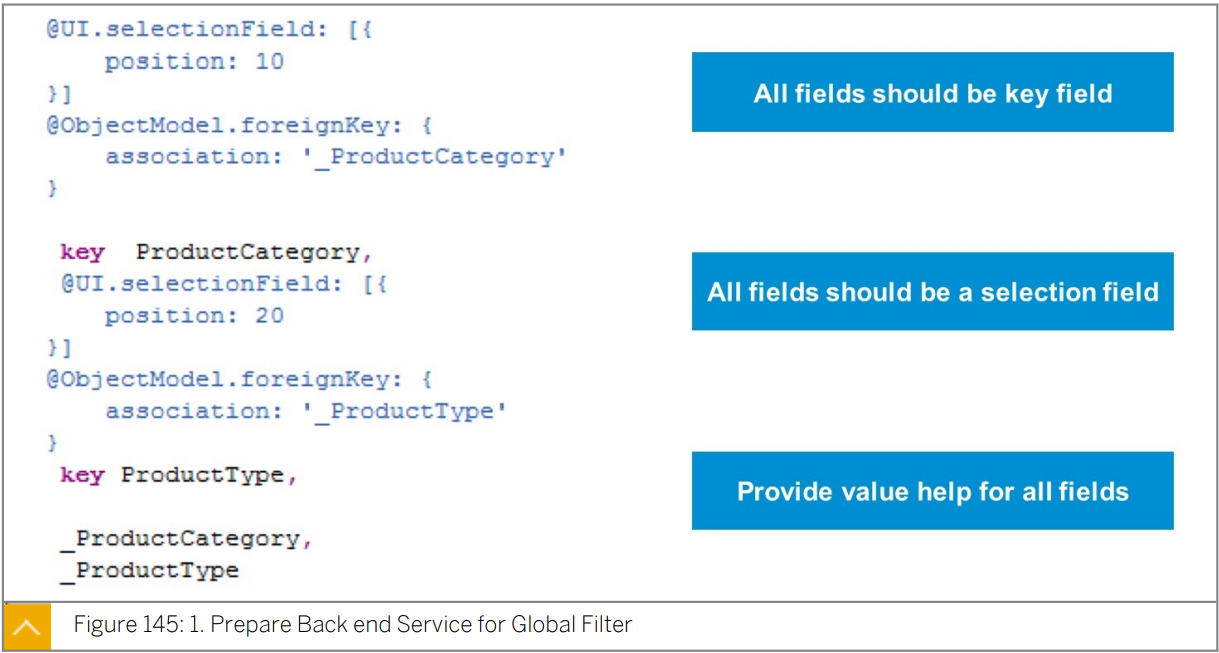 @UI.selectionField: [{
position: 10
}]
@ObjectModel.foreignKey: {
association: '_ProductCategory'
}
key ProductCategory,
@UI.selectionField: [{
position: 20
}]
@ObjectModel.foreignKey: {
association: '_ProductType'
}
key ProductType,
_ProductCategory,
_ProductType
All fields should be key field
All fields should be a selection field
Provide value help for all fields
Figure 145: 1. Prepare Back end Service for Global Filter